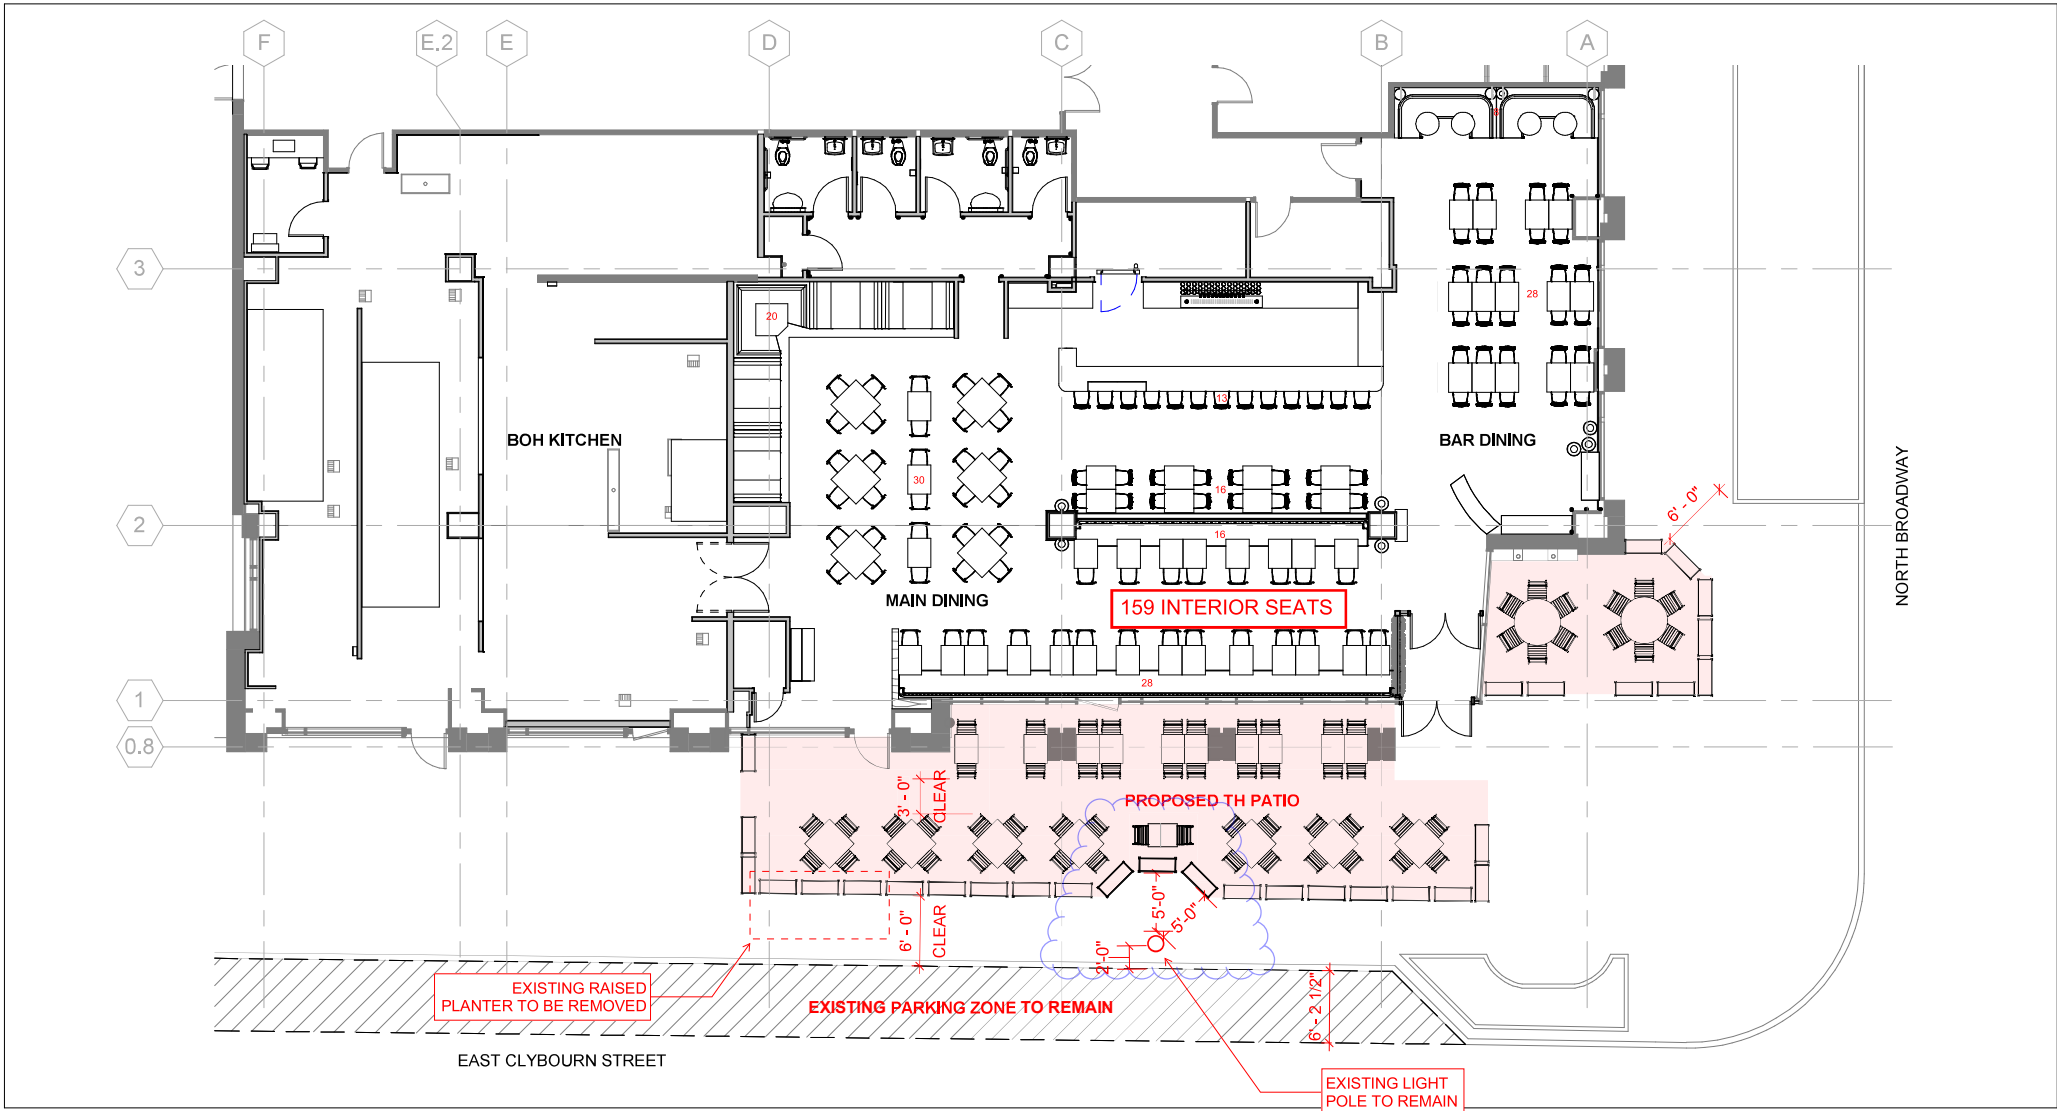 F
E.2
E
D
C
B
A
3
2
1
0.8
20
28
13
BOH KITCHEN
BAR DINING
30
16
16
MAIN DINING
159 INTERIOR SEATS
28
NORTH BROADWAY
6' - 0"
PROPOSED TH PATIO
3' - 0"
CLEAR
6' - 0"
CLEAR
5'-0"
5'-0"
2'-0"
6' - 2 1/2"
EXISTING RAISED
PLANTER TO BE REMOVED
EXISTING PARKING ZONE TO REMAIN
EAST CLYBOURN STREET
EXISTING LIGHT
POLE TO REMAIN